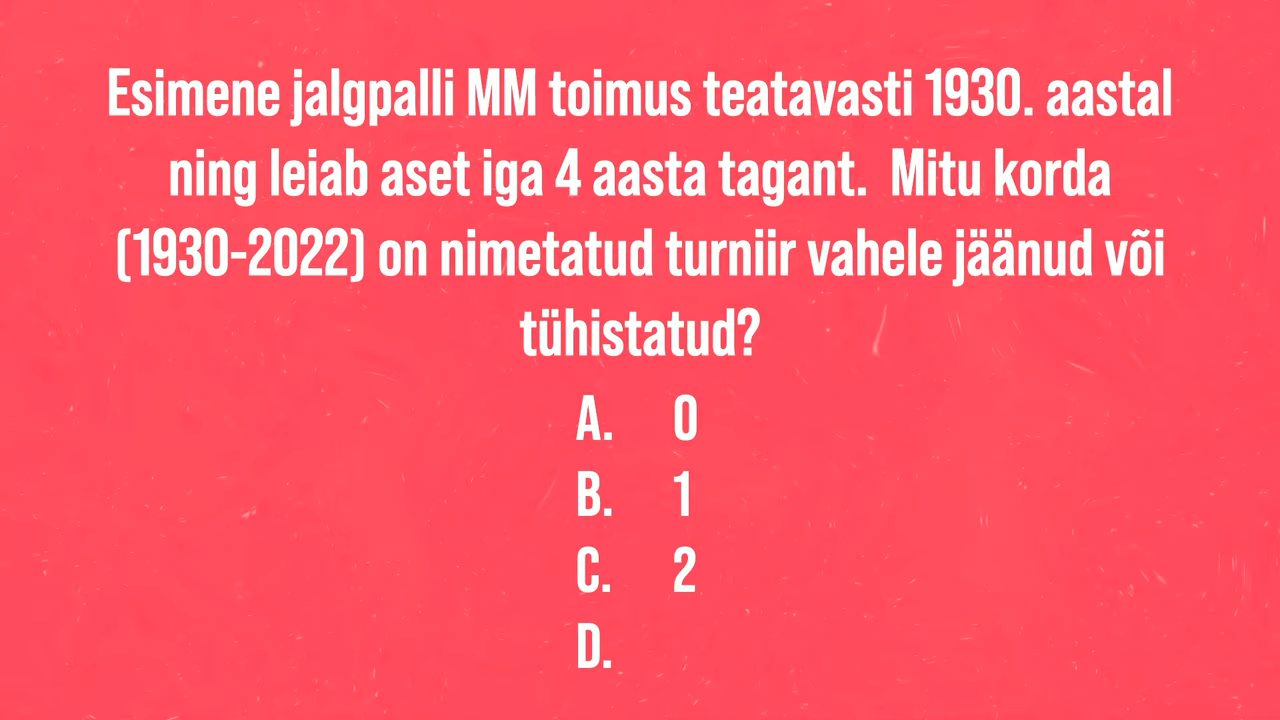 Esimene jalgpalli MM toimus teatavasti 1930. aastal
ning leiab aset iga 4 aasta tagant.  Mitu korda
(1930-2022) on nimetatud turniir vahele jäänud või
tühistatud?
A. 0
B. 1
C. 2
D.